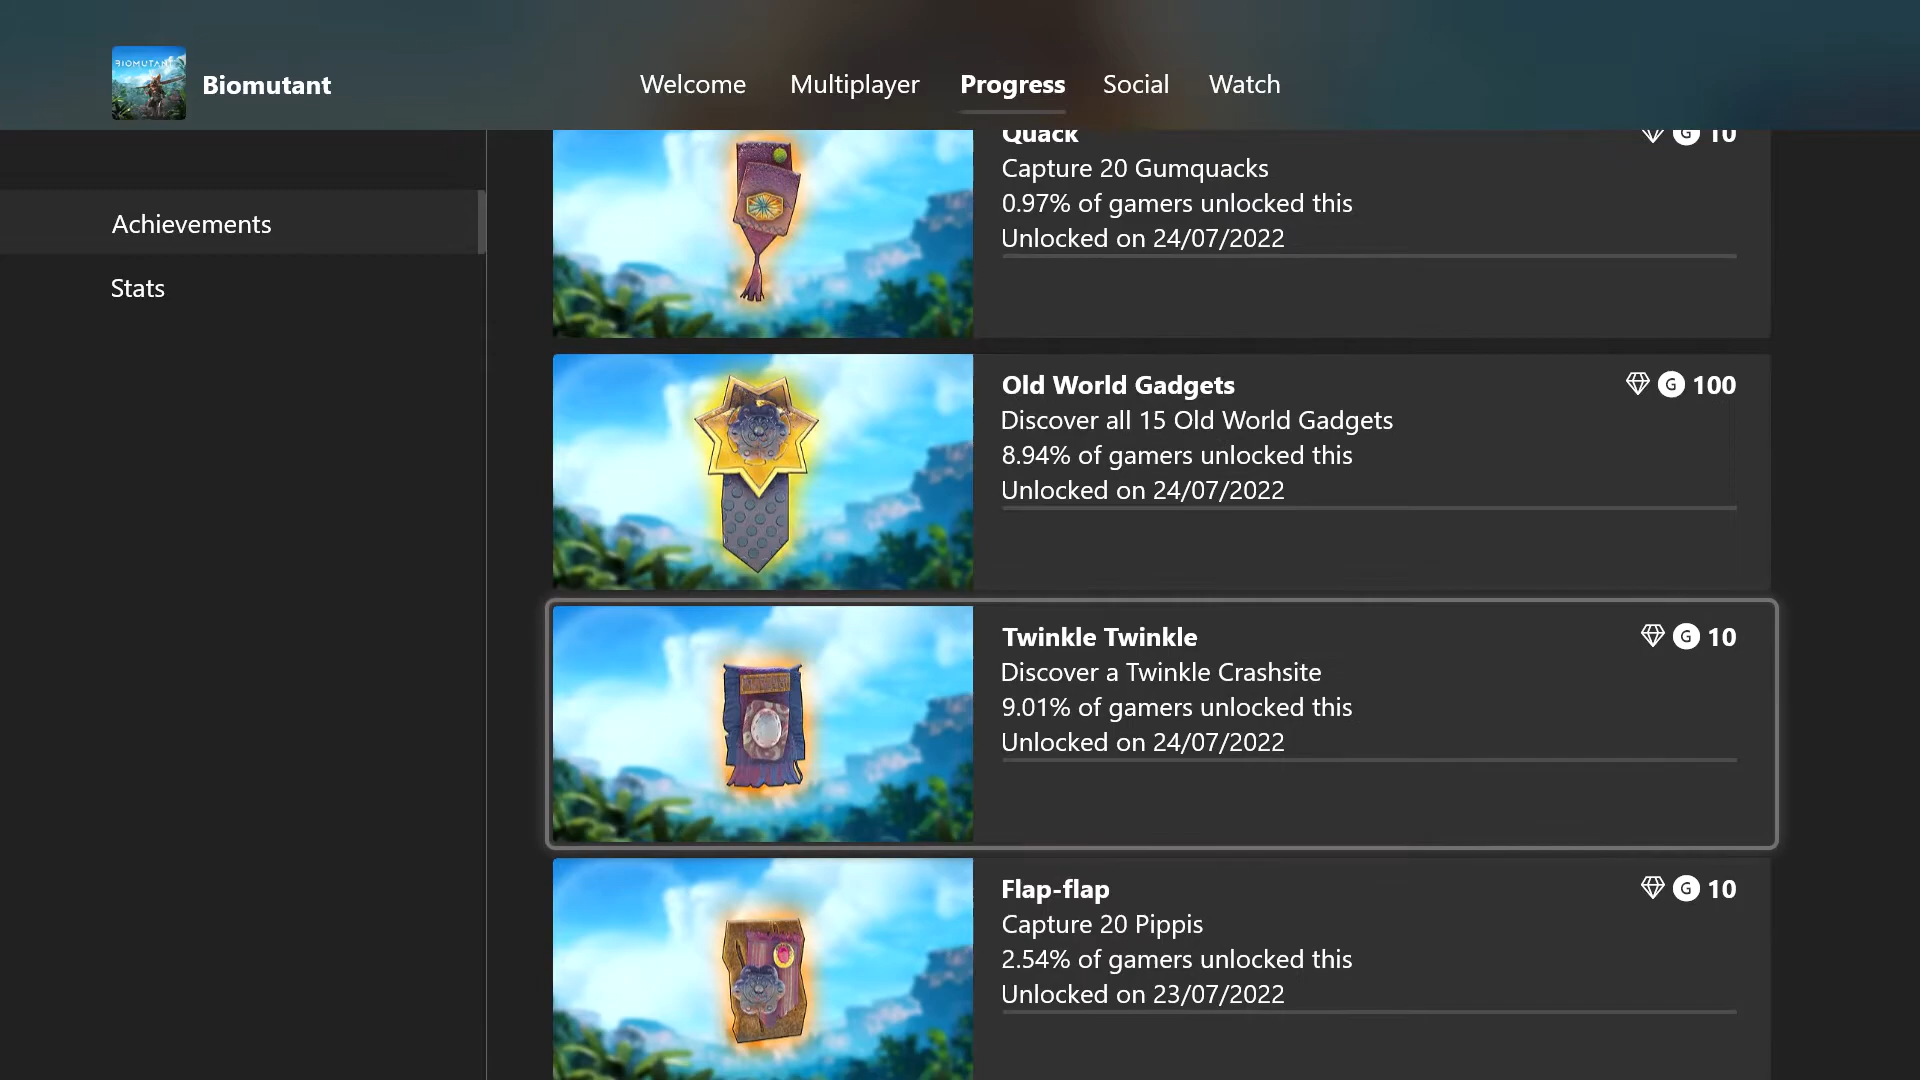 BIOMUTANT
Biomutant
Welcome
Multiplayer
Progress
Social
Watch
Achievements
Stats
Quack
G 10
Capture 20 Gumquacks
0.97% of gamers unlocked this
Unlocked on 24/07/2022
Old World Gadgets
G 100
Discover all 15 Old World Gadgets
8.94% of gamers unlocked this
Unlocked on 24/07/2022
Twinkle Twinkle
G 10
Discover a Twinkle Crashsite
9.01% of gamers unlocked this
Unlocked on 24/07/2022
Flap-flap
G 10
Capture 20 Pippis
2.54% of gamers unlocked this
Unlocked on 23/07/2022